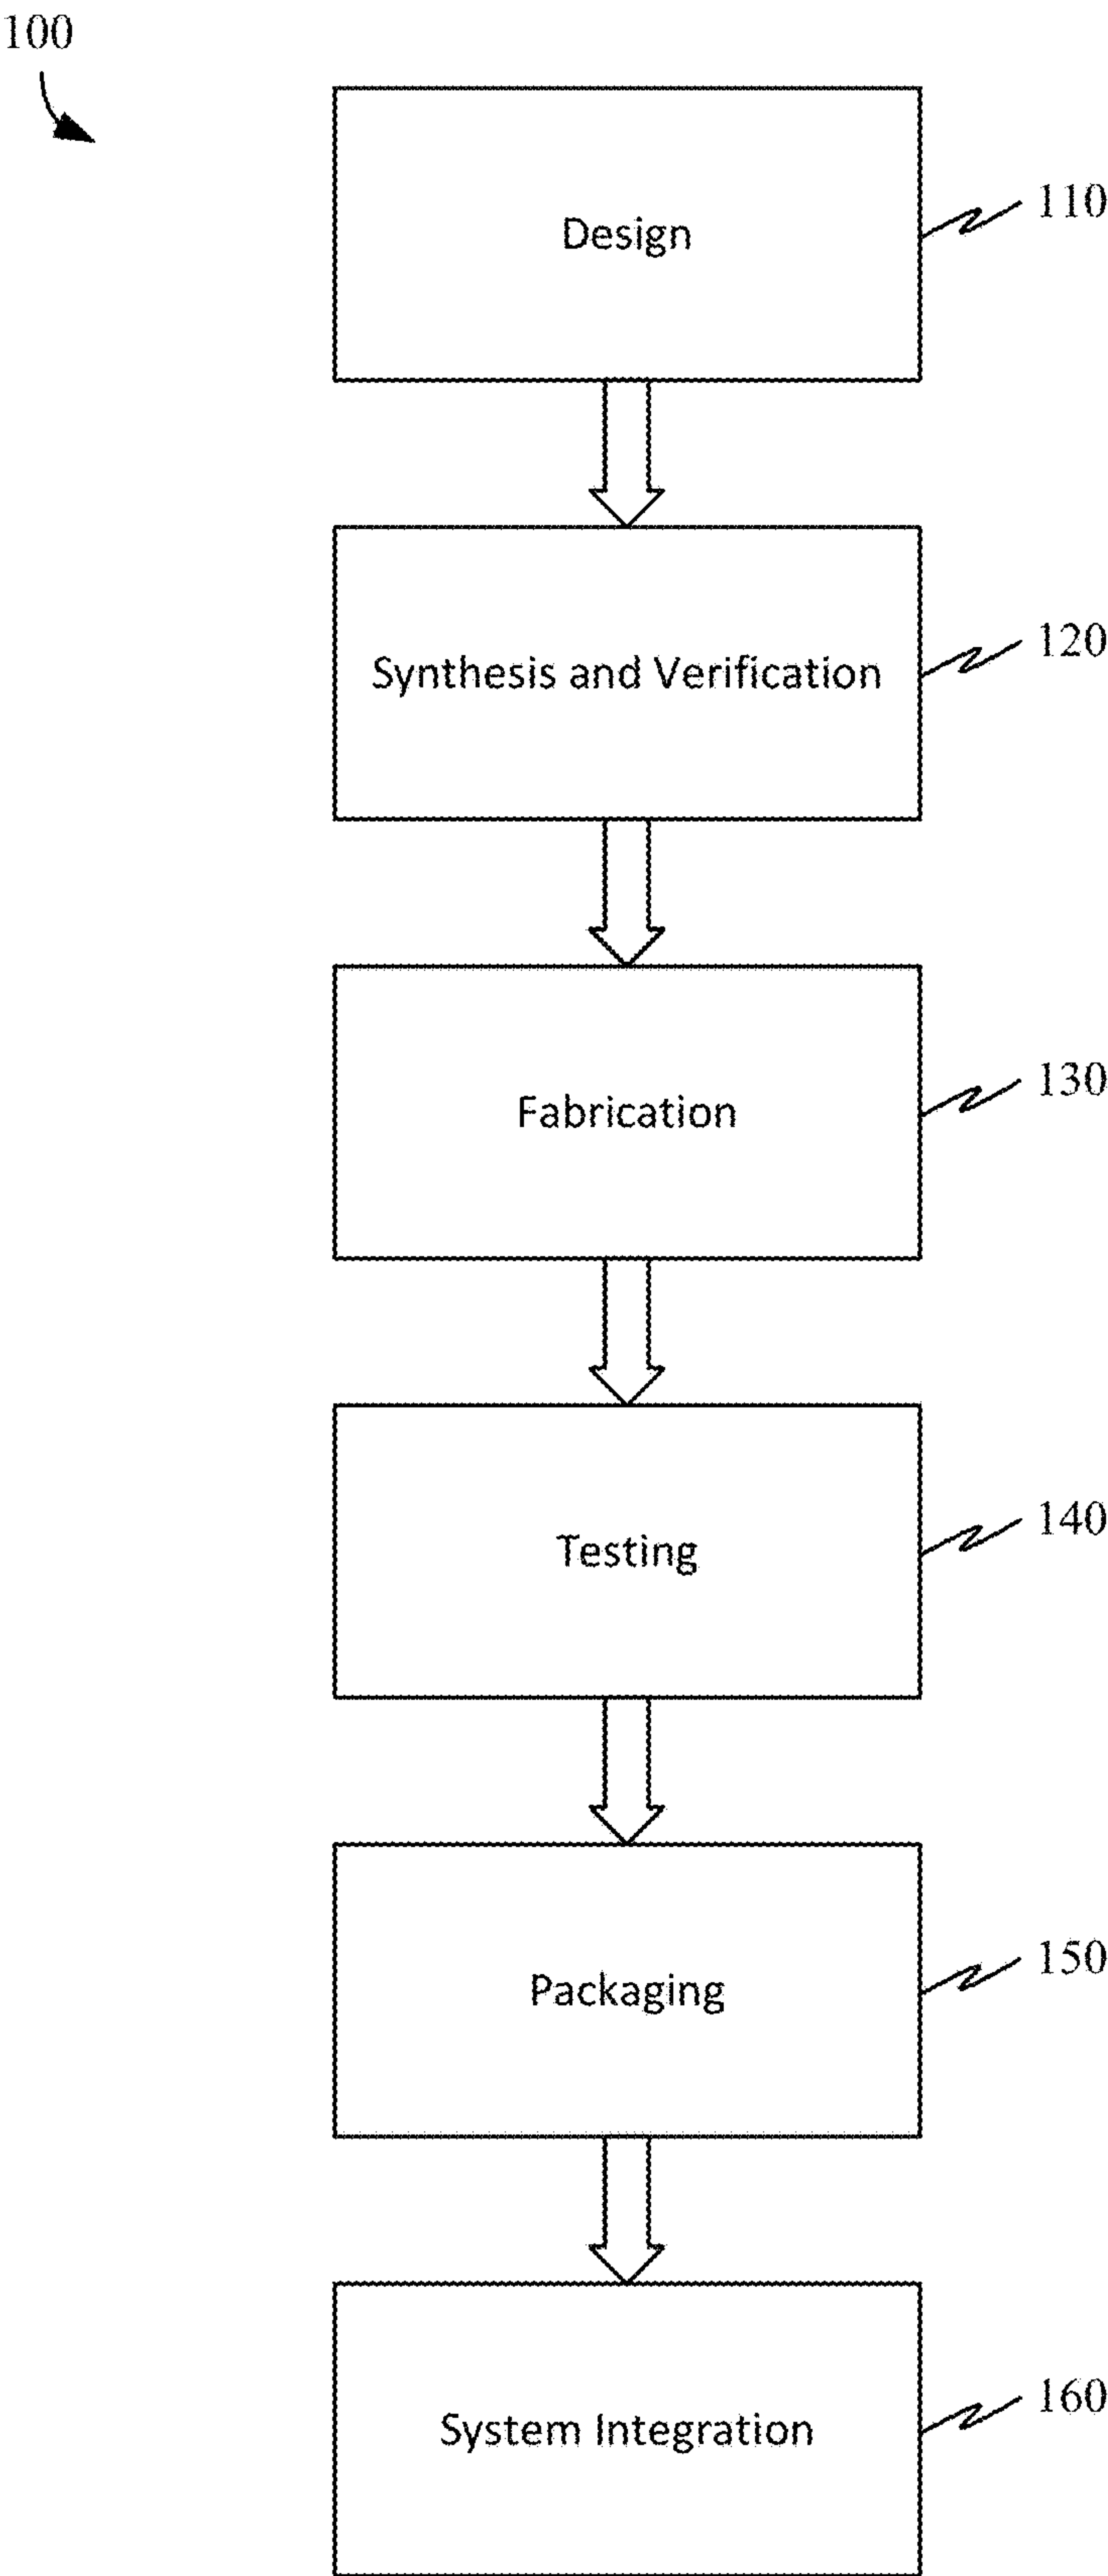 100
Design
110
Synthesis and Verification
120
Fabrication
130
Testing
140
Packaging
150
System Integration
160